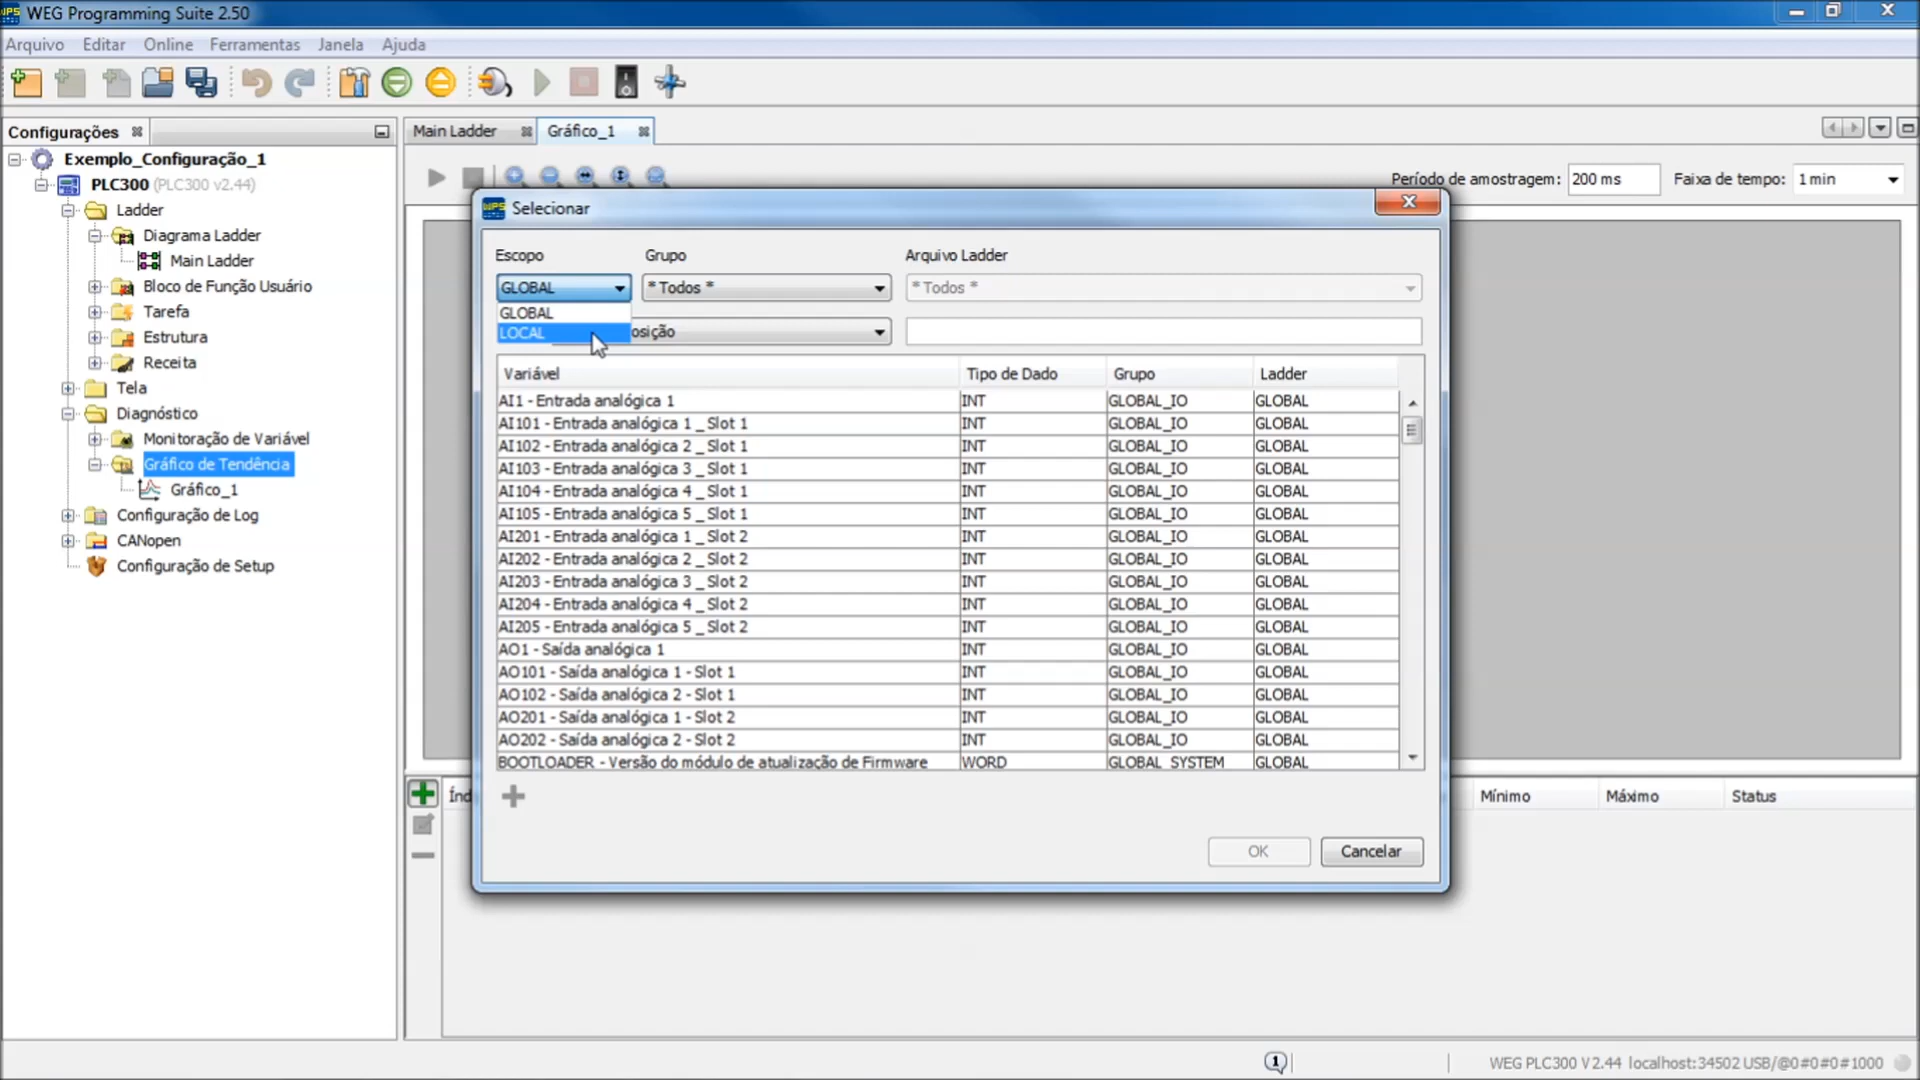 WEG Programming Suite 2.50
Arquivo Editar Online Ferramentas Janela Ajuda
Configurações
Main Ladder
Gráfico_1
Exemplo_Configuração_1
PLC300 (PLC300 v2.44)
Ladder
Diagrama Ladder
Main Ladder
Bloco de Função Usuário
Tarefa
Estrutura
Receita
Tela
Diagnóstico
Monitoração de Variável
Gráfico de Tendência
Gráfico_1
Configuração de Log
CANopen
Configuração de Setup
Período de amostragem: 200 ms Faixa de tempo: 1 min
Selecionar
Escopo Grupo Arquivo Ladder
GLOBAL * Todos * * Todos *
GLOBAL
LOCAL osição
Variável Tipo de Dado Grupo Ladder
AI1 - Entrada analógica 1 INT GLOBAL_IO GLOBAL
AI101 - Entrada analógica 1 _ Slot 1 INT GLOBAL_IO GLOBAL
AI102 - Entrada analógica 2 _ Slot 1 INT GLOBAL_IO GLOBAL
AI103 - Entrada analógica 3 _ Slot 1 INT GLOBAL_IO GLOBAL
AI104 - Entrada analógica 4 _ Slot 1 INT GLOBAL_IO GLOBAL
AI105 - Entrada analógica 5 _ Slot 1 INT GLOBAL_IO GLOBAL
AI201 - Entrada analógica 1 _ Slot 2 INT GLOBAL_IO GLOBAL
AI202 - Entrada analógica 2 _ Slot 2 INT GLOBAL_IO GLOBAL
AI203 - Entrada analógica 3 _ Slot 2 INT GLOBAL_IO GLOBAL
AI204 - Entrada analógica 4 _ Slot 2 INT GLOBAL_IO GLOBAL
AI205 - Entrada analógica 5 _ Slot 2 INT GLOBAL_IO GLOBAL
AO1 - Saída analógica 1 INT GLOBAL_IO GLOBAL
AO101 - Saída analógica 1 - Slot 1 INT GLOBAL_IO GLOBAL
AO102 - Saída analógica 2 - Slot 1 INT GLOBAL_IO GLOBAL
AO201 - Saída analógica 1 - Slot 2 INT GLOBAL_IO GLOBAL
AO202 - Saída analógica 2 - Slot 2 INT GLOBAL_IO GLOBAL
BOOTLOADER - Versão do módulo de atualização de Firmware WORD GLOBAL_SYSTEM GLOBAL
OK Cancelar
Índ Mínimo Máximo Status
1 WEG PLC300 V2.44 localhost:34502 USB/@0#0#0#1000